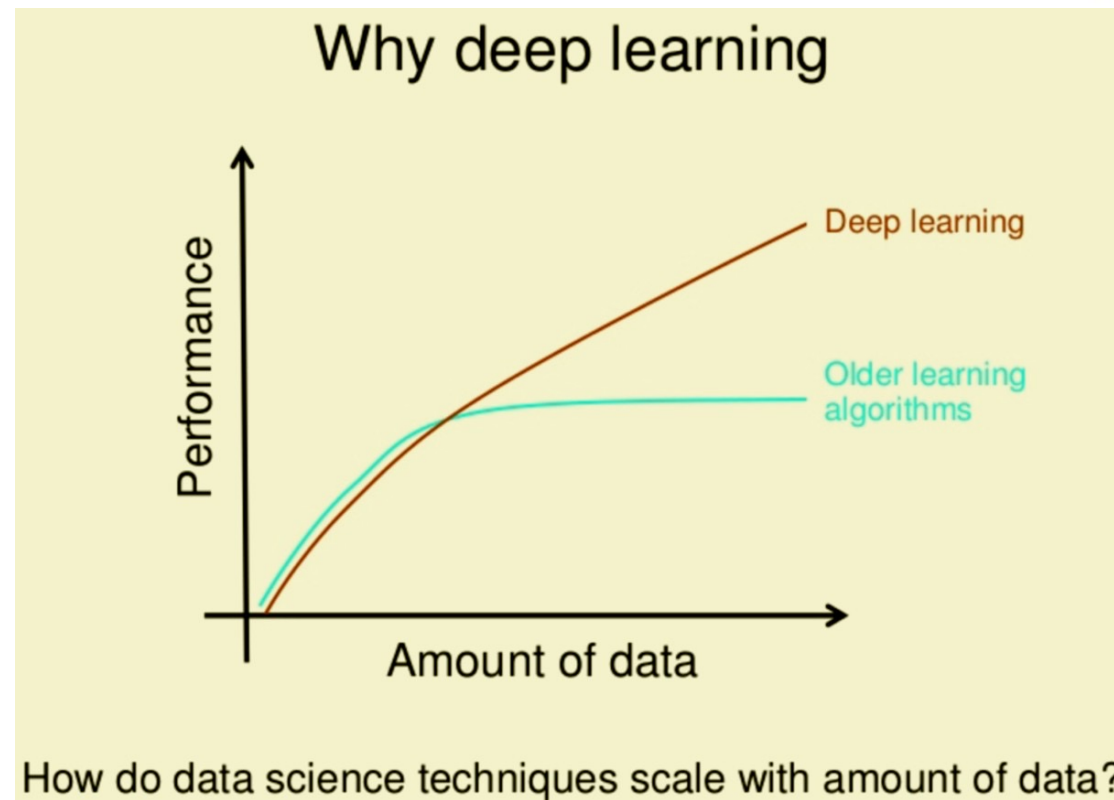 Why deep learning
Performance
Deep learning
Older learning
algorithms
Amount of data
How do data science techniques scale with amount of data?